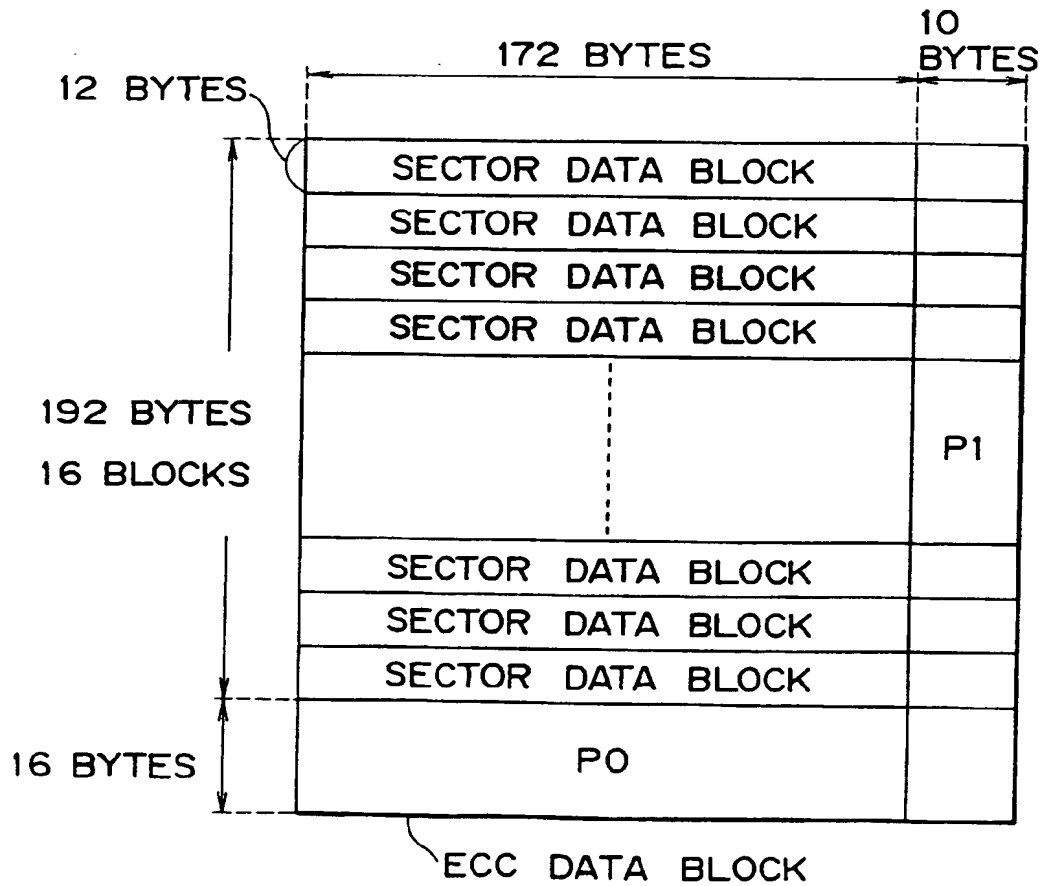 10
BYTES
172 BYTES
12 BYTES
SECTOR DATA BLOCK
SECTOR DATA BLOCK
SECTOR DATA BLOCK
SECTOR DATA BLOCK
192 BYTES
16 BLOCKS
P1
SECTOR DATA BLOCK
SECTOR DATA BLOCK
SECTOR DATA BLOCK
16 BYTES
PO
ECC DATA BLOCK